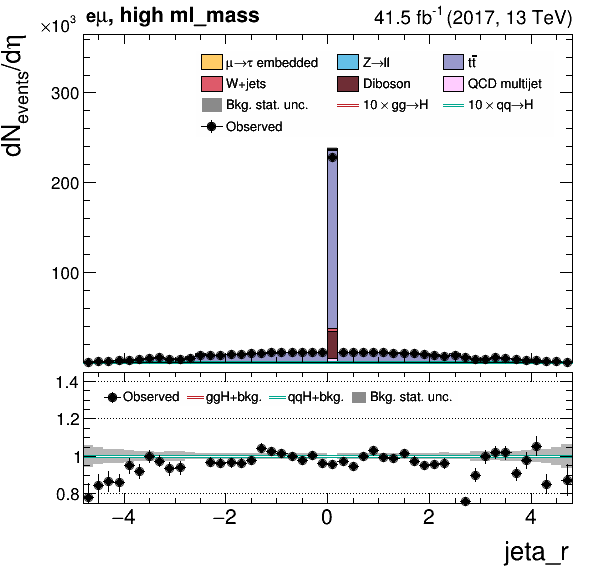 eμ, high ml_mass 41.5 fb⁻¹ (2017, 13 TeV)
×10³
dN_events/dη
μ→τ embedded Z→ll tt̄
W+jets Diboson QCD multijet
Bkg. stat. unc. 10 × gg→H 10 × qq→H
Observed
300
200
100
1.4
Observed ggH+bkg. qqH+bkg. Bkg. stat. unc.
1.2
1
0.8
−4 −2 0 2 4
jeta_r